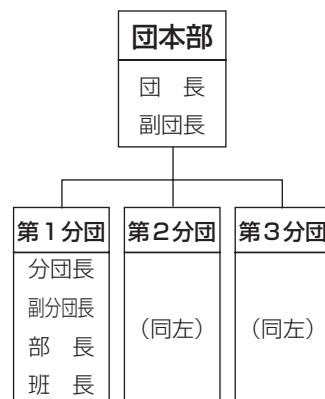 団本部
団　長
副団長
第１分団
分団長
副分団長
部　長
班　長
第２分団
（同左）
第３分団
（同左）